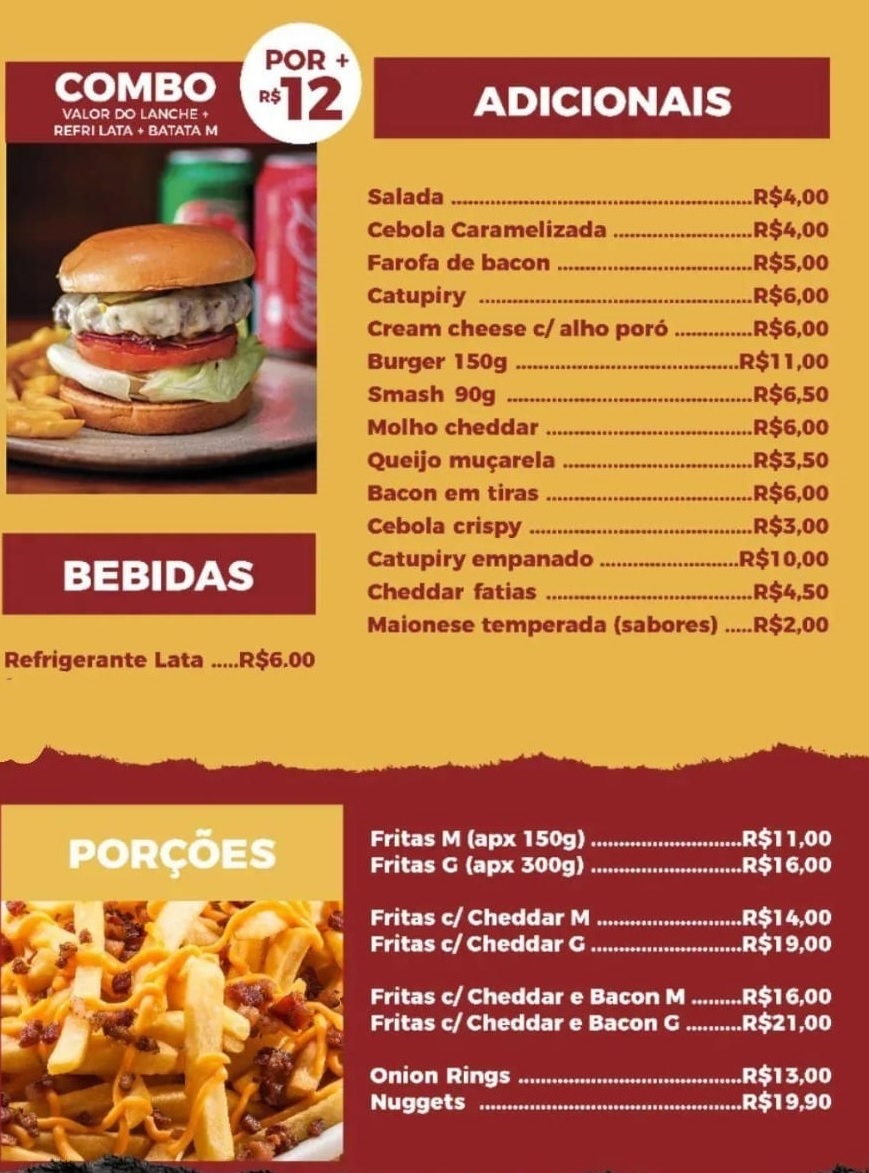 COMBO
VALOR DO LANCHE +
REFRI LATA + BATATA M
POR +
R$12
ADICIONAIS
Salada ..................................................R$4,00
Cebola Caramelizada .......................R$4,00
Farofa de bacon ................................R$5,00
Catupiry .............................................R$6,00
Cream cheese c/ alho poró .............R$6,00
Burger 150g .....................................R$11,00
Smash 90g ........................................R$6,50
Molho cheddar ..................................R$6,00
Queijo muçarela ...............................R$3,50
Bacon em tiras ..................................R$6,00
Cebola crispy .....................................R$3,00
Catupiry empanado .......................R$10,00
Cheddar fatias ..................................R$4,50
Maionese temperada (sabores) .....R$2,00
BEBIDAS
Refrigerante Lata .....R$6.00
PORÇÕES
Fritas M (apx 150g) .........................R$11,00
Fritas G (apx 300g) .........................R$16,00
Fritas c/ Cheddar M ........................R$14,00
Fritas c/ Cheddar G .........................R$19,00
Fritas c/ Cheddar e Bacon M .........R$16,00
Fritas c/ Cheddar e Bacon G ..........R$21,00
Onion Rings .....................................R$13,00
Nuggets ...........................................R$19,90
Coca-Cola